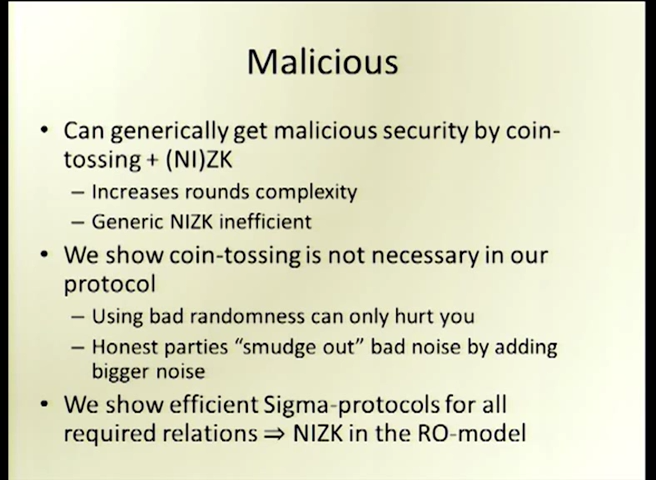 Malicious
• Can generically get malicious security by coin-
tossing + (NI)ZK
– Increases rounds complexity
– Generic NIZK inefficient
• We show coin-tossing is not necessary in our
protocol
– Using bad randomness can only hurt you
– Honest parties “smudge out” bad noise by adding
bigger noise
• We show efficient Sigma-protocols for all
required relations ⇒ NIZK in the RO-model